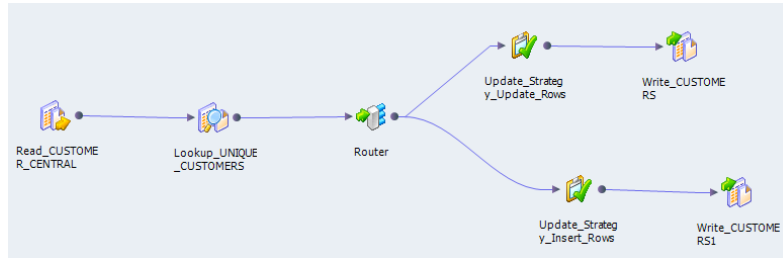 Update_Strateg
y_Update_Rows
Write_CUSTOME
RS
Read_CUSTOME
R_CENTRAL
Lookup_UNIQUE
_CUSTOMERS
Router
Update_Strateg
y_Insert_Rows
Write_CUSTOME
RS1